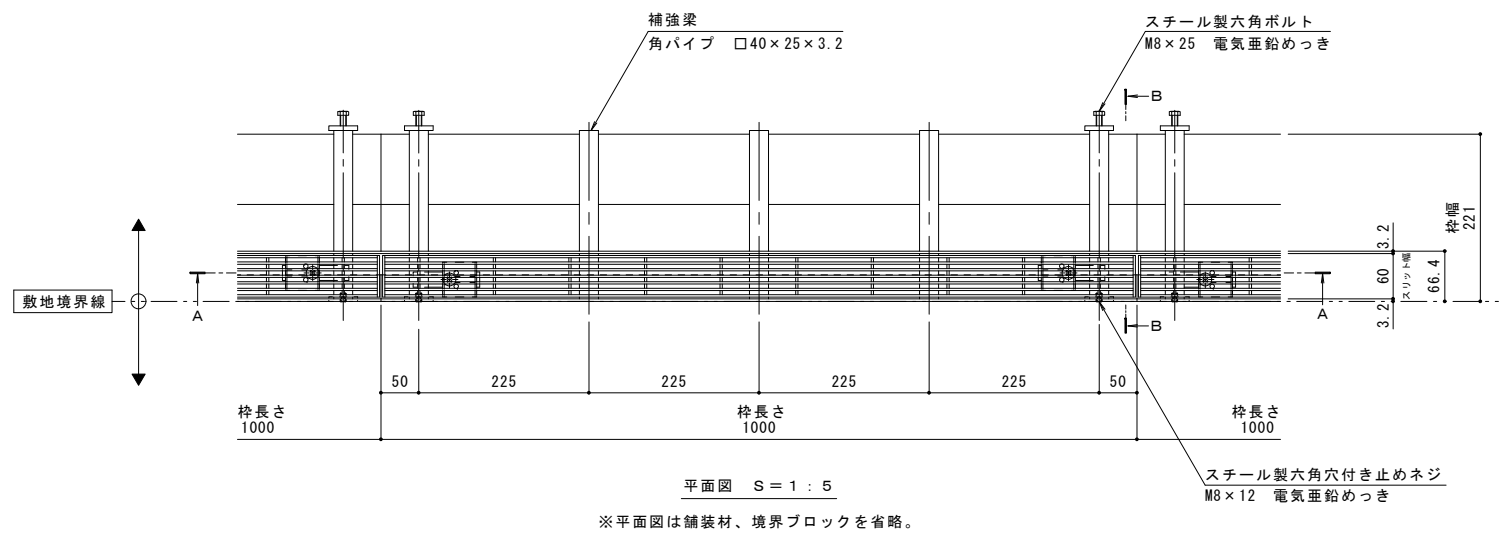 補強梁
角パイプ　□40×25×3.2
スチール製六角ボルト
M8×25　電気亜鉛めっき
B
枠幅
221
3.2
60
スリット幅
66.4
3.2
敷地境界線
A
A
B
50
225
225
225
225
50
枠長さ
1000
枠長さ
1000
枠長さ
1000
スチール製六角穴付き止めネジ
M8×12　電気亜鉛めっき
平面図　S＝1：5
※平面図は舗装材、境界ブロックを省略。